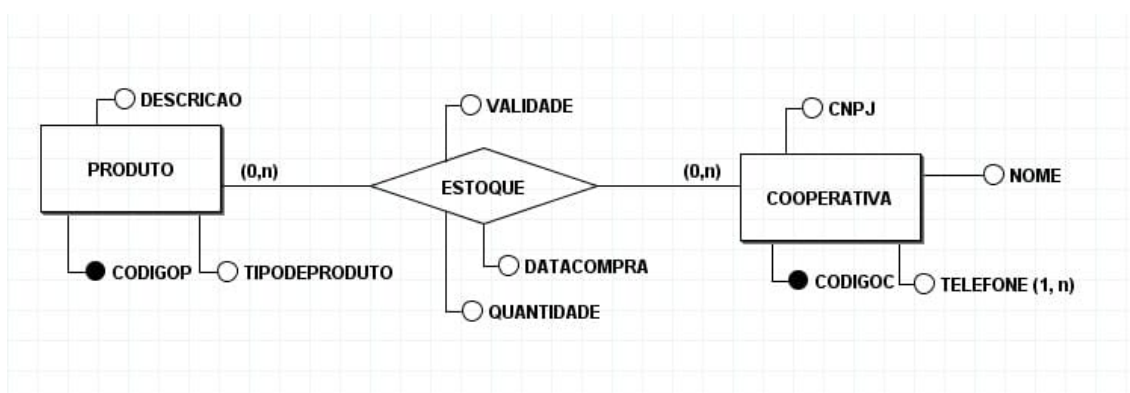 DESCRICAO
VALIDADE
CNPJ
PRODUTO
(0,n)
ESTOQUE
(0,n)
COOPERATIVA
NOME
CODIGOP
TIPODEPRODUTO
DATACOMPRA
CODIGOC
TELEFONE (1, n)
QUANTIDADE